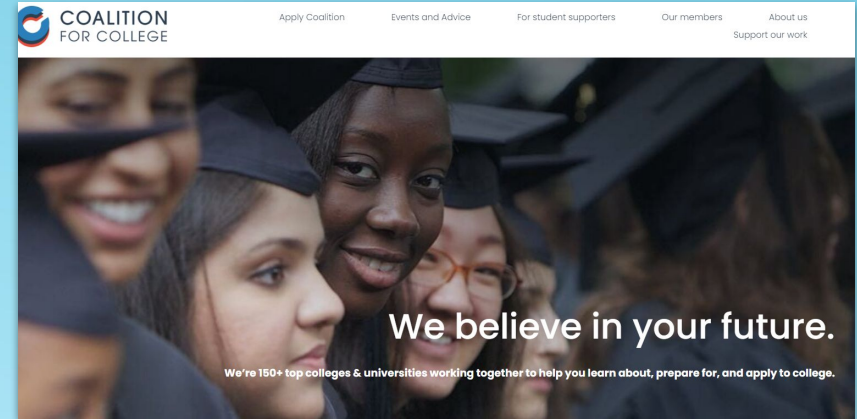 COALITION
FOR COLLEGE
Apply Coalition Events and Advice For student supporters Our members About us
Support our work
We believe in your future.
We're 150+ top colleges & universities working together to help you learn about, prepare for, and apply to college.